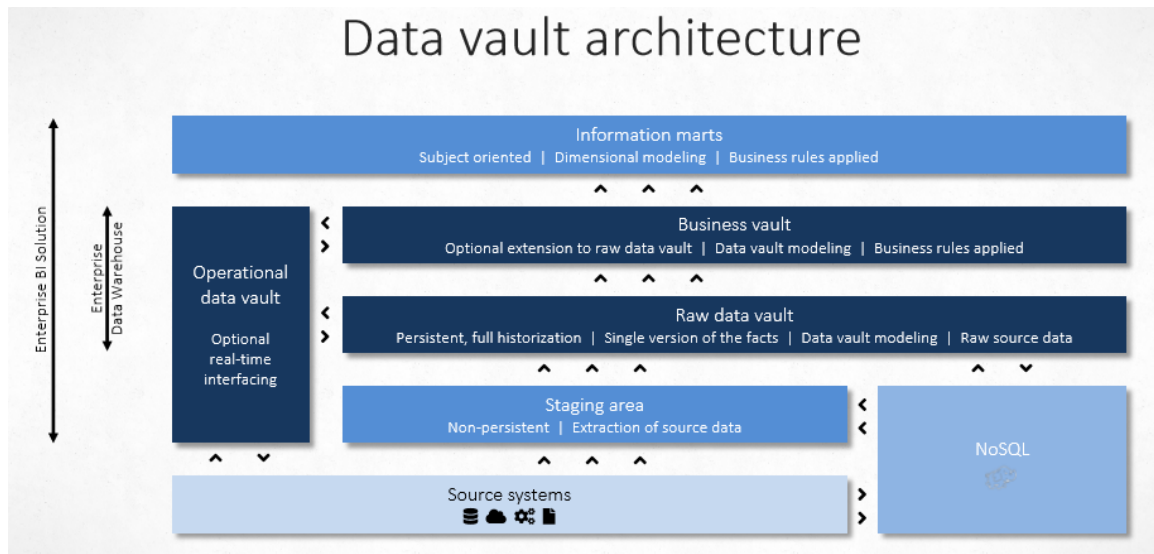 Data vault architecture
Information marts
Subject oriented | Dimensional modeling | Business rules applied
Enterprise BI Solution
Enterprise
Data Warehouse
Operational
data vault
Optional
real-time
interfacing
Business vault
Optional extension to raw data vault | Data vault modeling | Business rules applied
Raw data vault
Persistent, full historization | Single version of the facts | Data vault modeling | Raw source data
Staging area
Non-persistent | Extraction of source data
NoSQL
Source systems